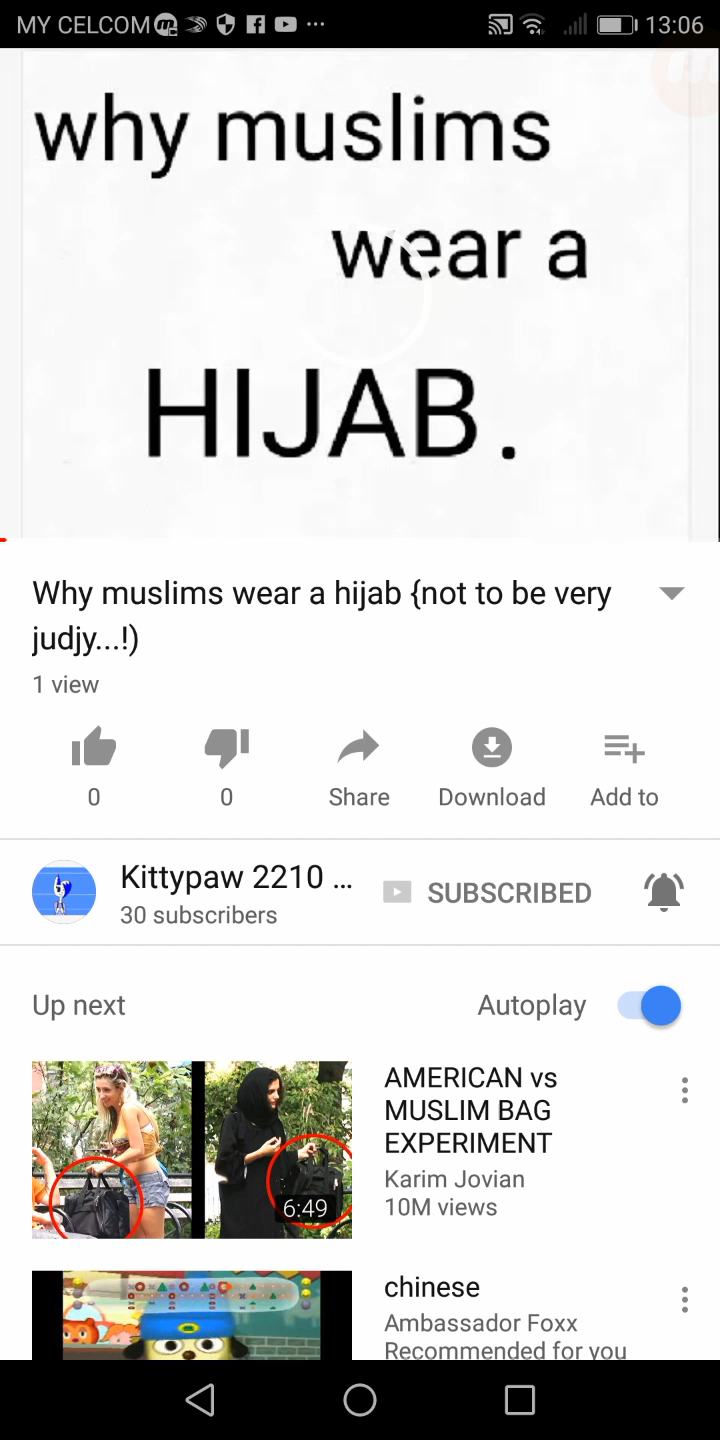 MY CELCOM 13:06
why muslims
wear a
HIJAB.
Why muslims wear a hijab {not to be very
judjy...!)
1 view
0
0
Share
Download
Add to
Kittypaw 2210 ...
30 subscribers
SUBSCRIBED
Up next
Autoplay
6:49
AMERICAN vs
MUSLIM BAG
EXPERIMENT
Karim Jovian
10M views
chinese
Ambassador Foxx
Recommended for you